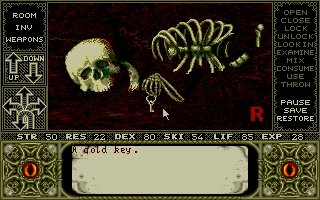 ROOM
INV
WEAPONS
UP
DOWN
OPEN
CLOSE
LOCK
UNLOCK
LOOK IN
EXAMINE
MIX
CONSUME
USE
THROW
PAUSE
SAVE
RESTORE
R
STR 50 RES 22 DEX 80 SKI 54 LIF 85 EXP 28
A gold key.